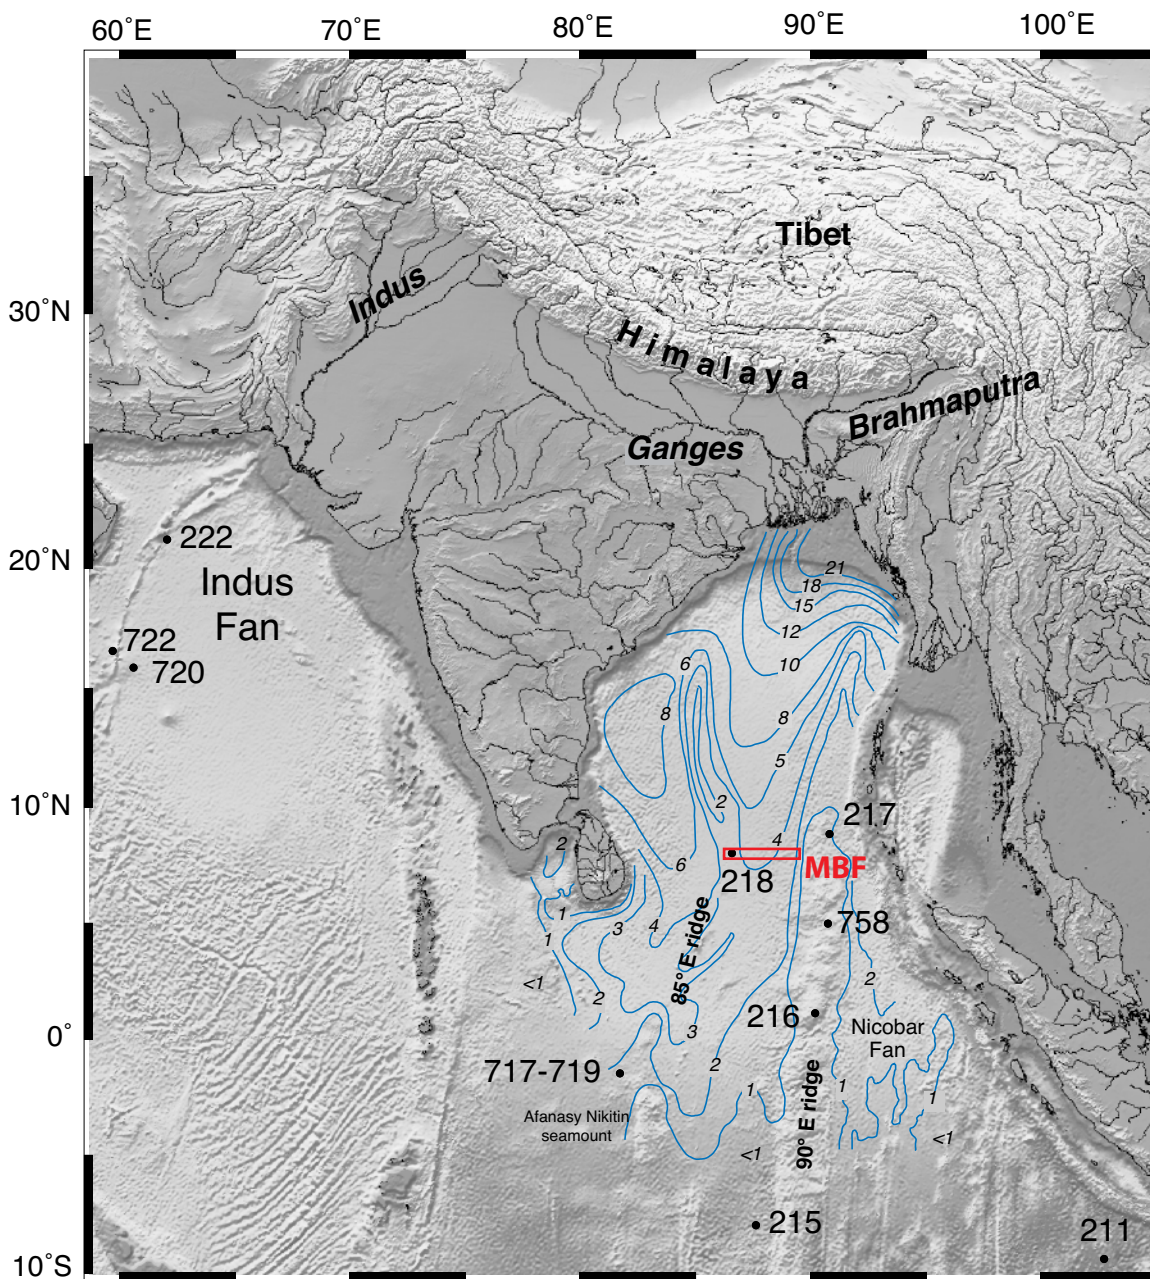 60˚E 70˚E 80˚E 90˚E 100˚E
Tibet
30˚N
Indus
Himalaya
Brahmaputra
Ganges
20˚N
222
Indus
Fan
21
18
15
12
10
722
720
6
8
8
5
2
10˚N
217
4
2
6
MBF
218
1
3
4
758
1
85° E ridge
<1
2
2
216
Nicobar
Fan
0˚
3
2
717-719
1
1
1
90° E ridge
Afanasy Nikitin
seamount
<1
<1
215
211
10˚S